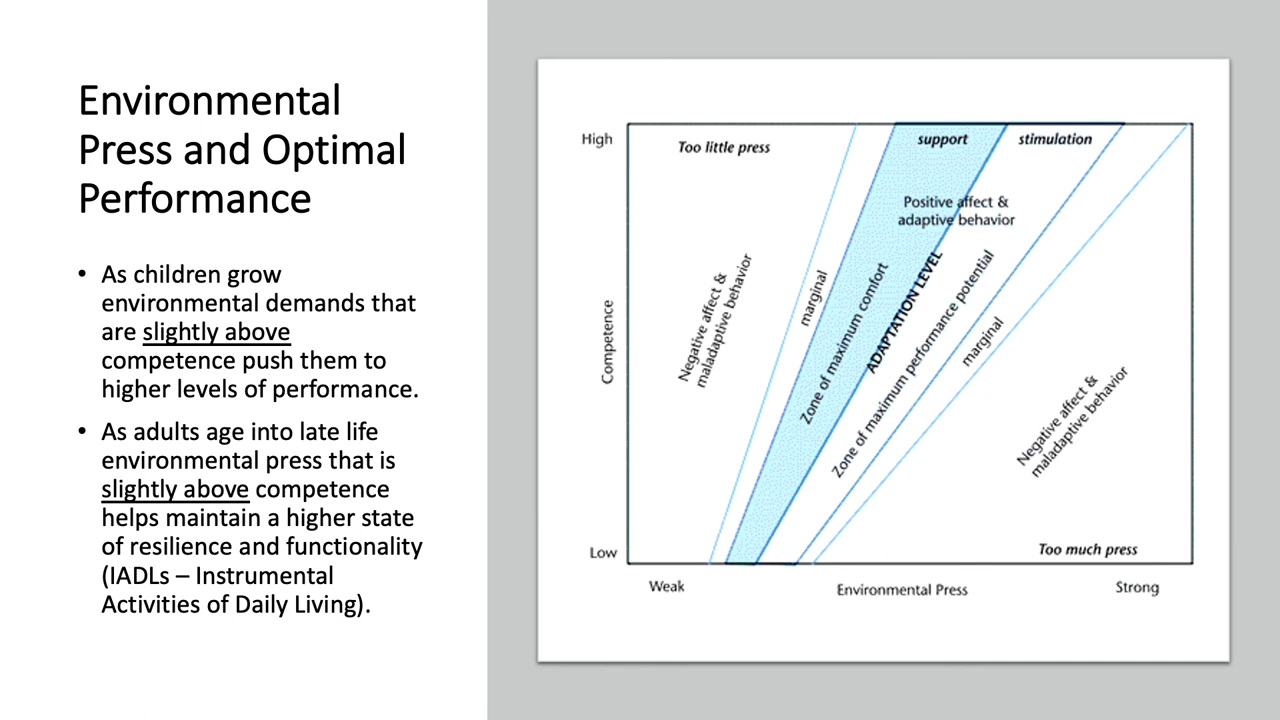 Environmental
Press and Optimal
Performance
• As children grow
environmental demands that
are slightly above
competence push them to
higher levels of performance.
• As adults age into late life
environmental press that is
slightly above competence
helps maintain a higher state
of resilience and functionality
(IADLs – Instrumental
Activities of Daily Living).
High
Too little press
support
stimulation
Positive affect &
adaptive behavior
Negative affect &
maladaptive behavior
marginal
Zone of maximum comfort
ADAPTATION LEVEL
Zone of maximum performance potential
marginal
Negative affect &
maladaptive behavior
Competence
Low
Too much press
Weak
Environmental Press
Strong